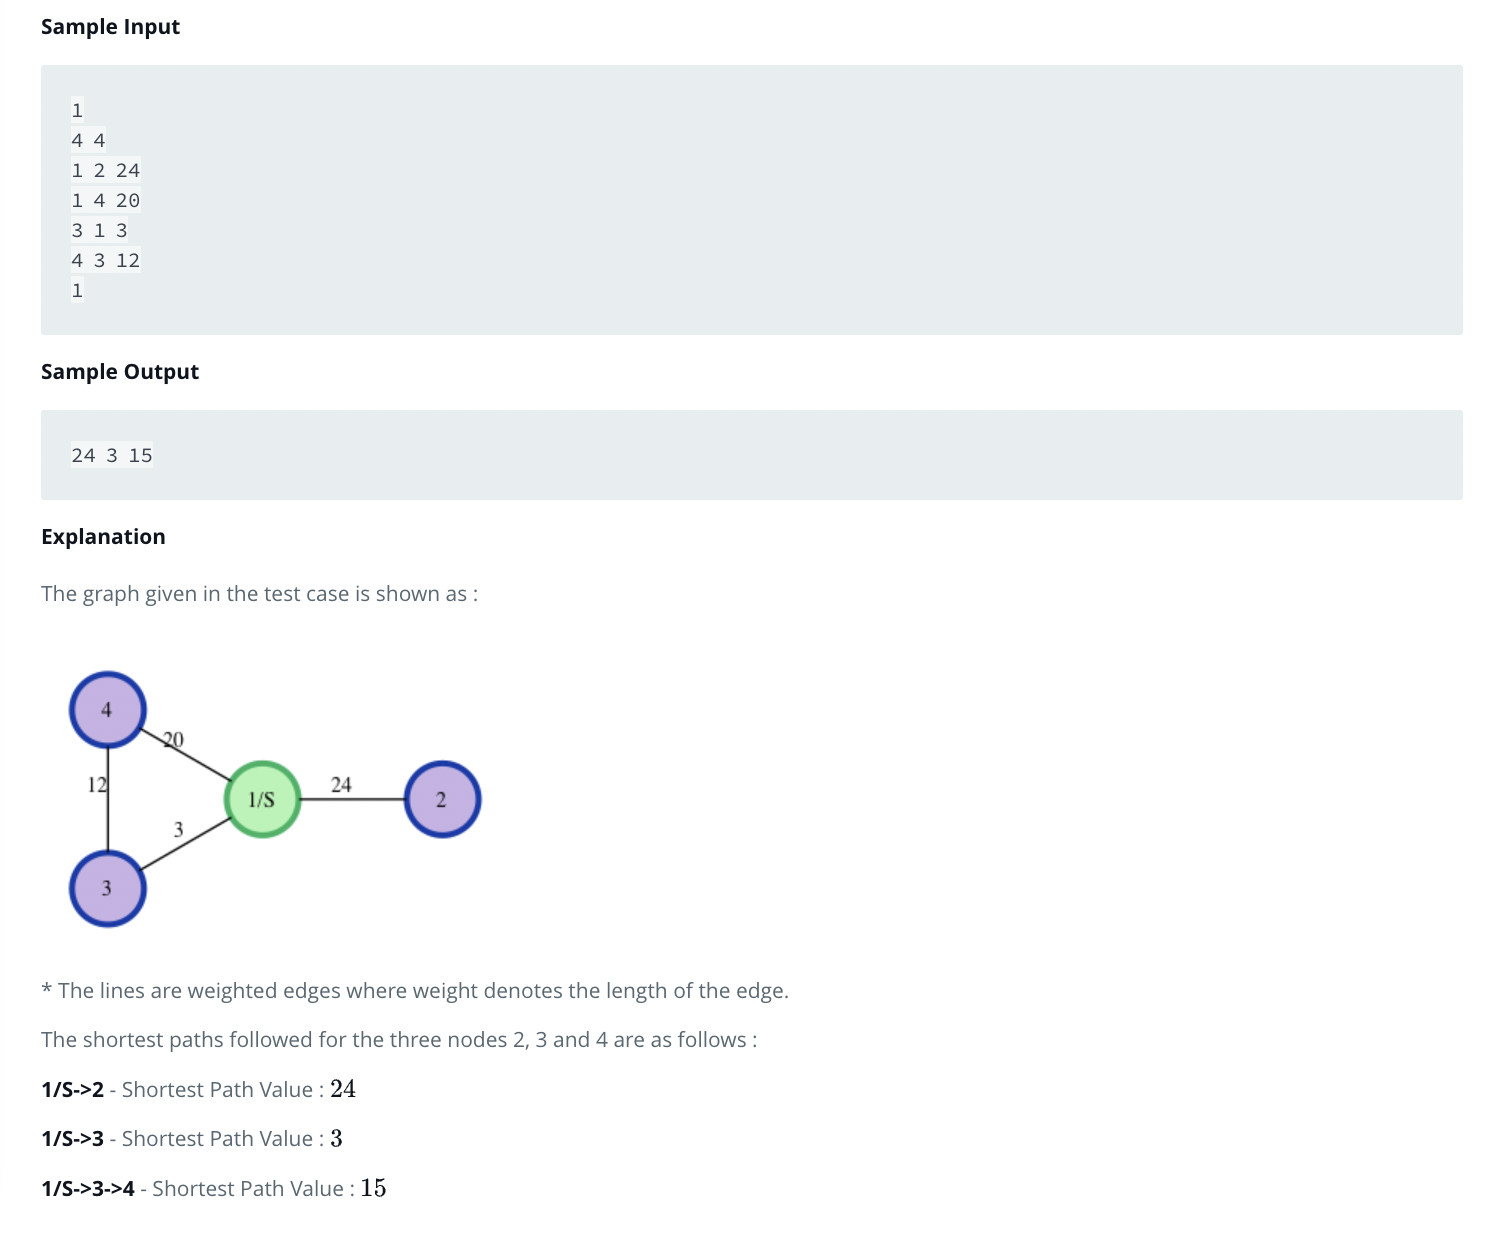 Sample Input
1
4 4
1 2 24
1 4 20
3 1 3
4 3 12
1
Sample Output
24 3 15
Explanation
The graph given in the test case is shown as :
4
20
12
1/S
24
2
3
3
* The lines are weighted edges where weight denotes the length of the edge.
The shortest paths followed for the three nodes 2, 3 and 4 are as follows :
1/S->2 - Shortest Path Value : 24
1/S->3 - Shortest Path Value : 3
1/S->3->4 - Shortest Path Value : 15